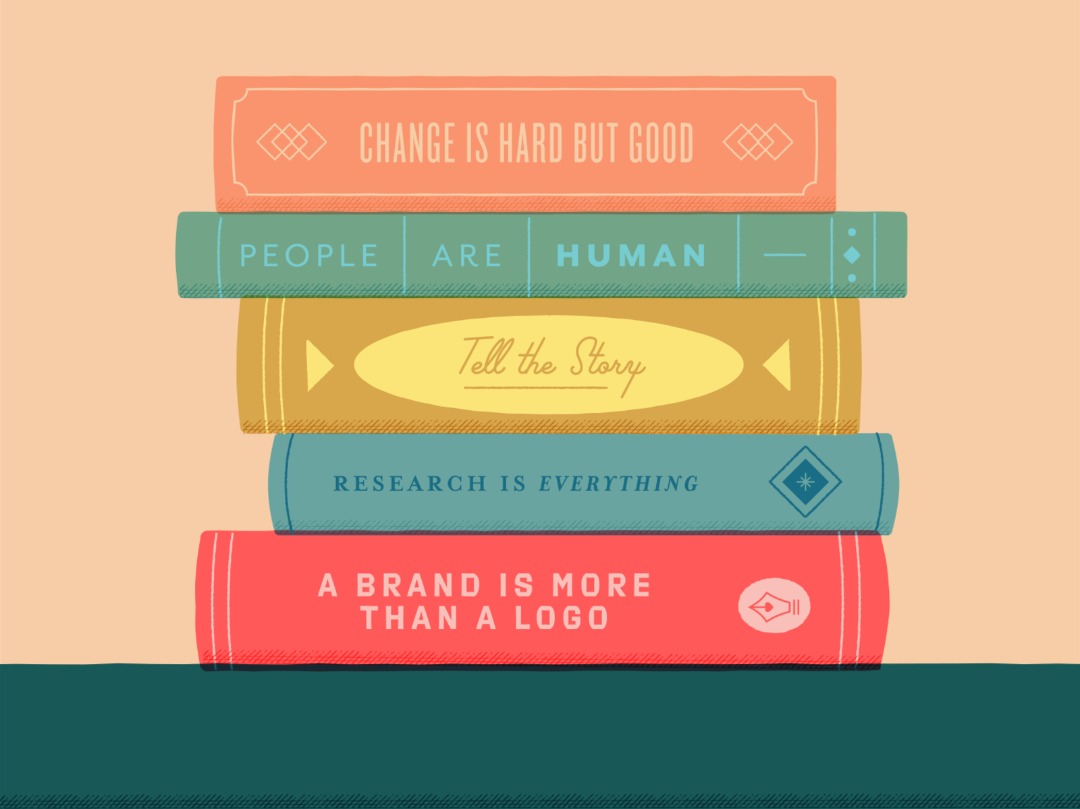 CHANGE IS HARD BUT GOOD
PEOPLE ARE HUMAN —
Tell the Story
RESEARCH IS EVERYTHING
A BRAND IS MORE
THAN A LOGO